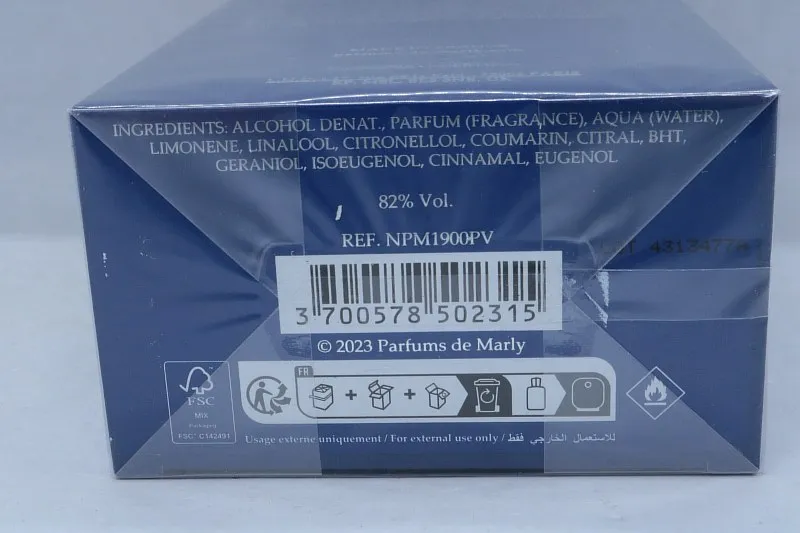 INGREDIENTS: ALCOHOL DENAT., PARFUM (FRAGRANCE), AQUA (WATER),
LIMONENE, LINALOOL, CITRONELLOL, COUMARIN, CITRAL, BHT,
GERANIOL, ISOEUGENOL, CINNAMAL, EUGENOL
82% Vol.
REF. NPM1900PV
3 700578 502315
© 2023 Parfums de Marly
FR
FSC
MIX
Packaging
FSC® C142491
Usage externe uniquement / For external use only / للاستعمال الخارجي فقط